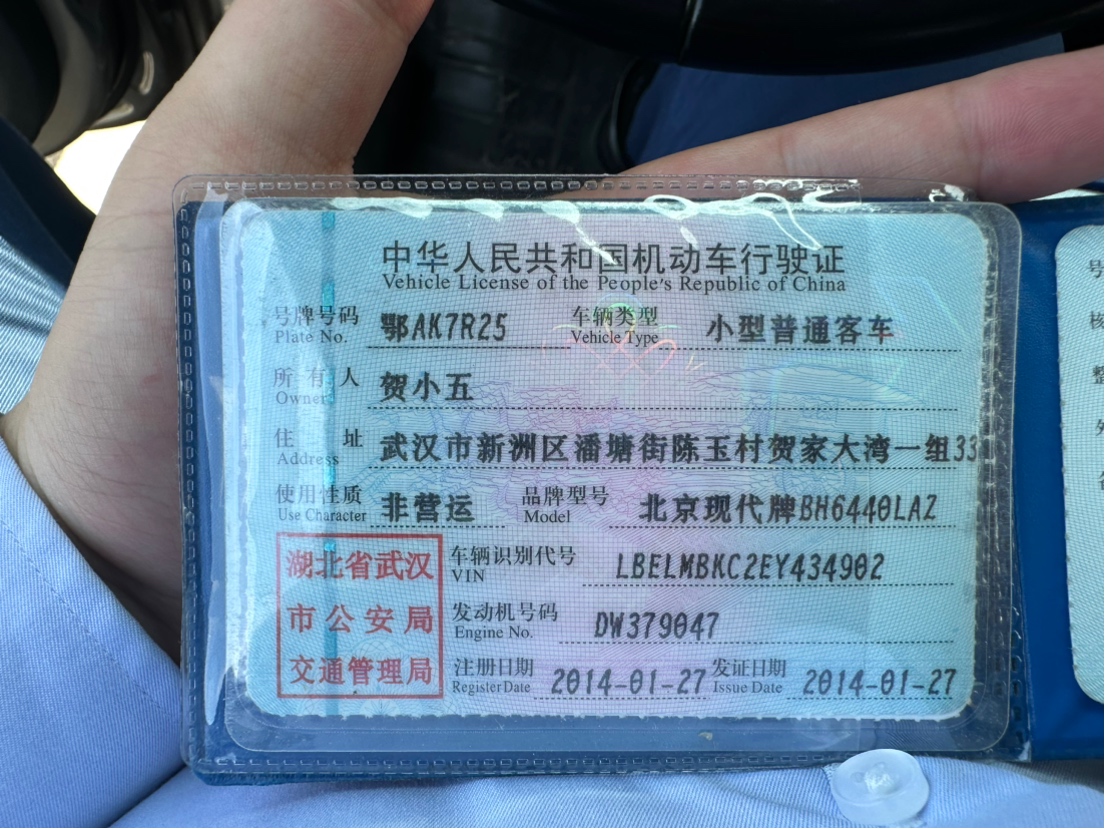 中华人民共和国机动车行驶证
Vehicle License of the People's Republic of China
号牌号码 鄂AK7R25 车辆类型 小型普通客车
Plate No. Vehicle Type
所有人 贺小五
Owner
住址 武汉市新洲区潘塘街陈玉村贺家大湾一组33
Address
使用性质 非营运 品牌型号 北京现代牌BH6440LAZ
Use Character Model
湖北省武汉
市公安局
交通管理局
车辆识别代号 LBELMBKC2EY434902
VIN
发动机号码 DW379047
Engine No.
注册日期 2014-01-27 发证日期 2014-01-27
Register Date Issue Date
号
核
整